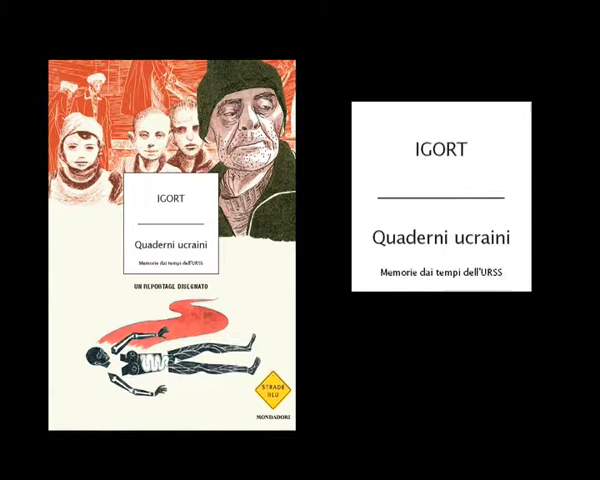 IGORT
Quaderni ucraini
Memorie dai tempi dell'URSS
UN REPORTAGE DISEGNATO
STRADE
BLU
MONDADORI
IGORT
Quaderni ucraini
Memorie dai tempi dell'URSS